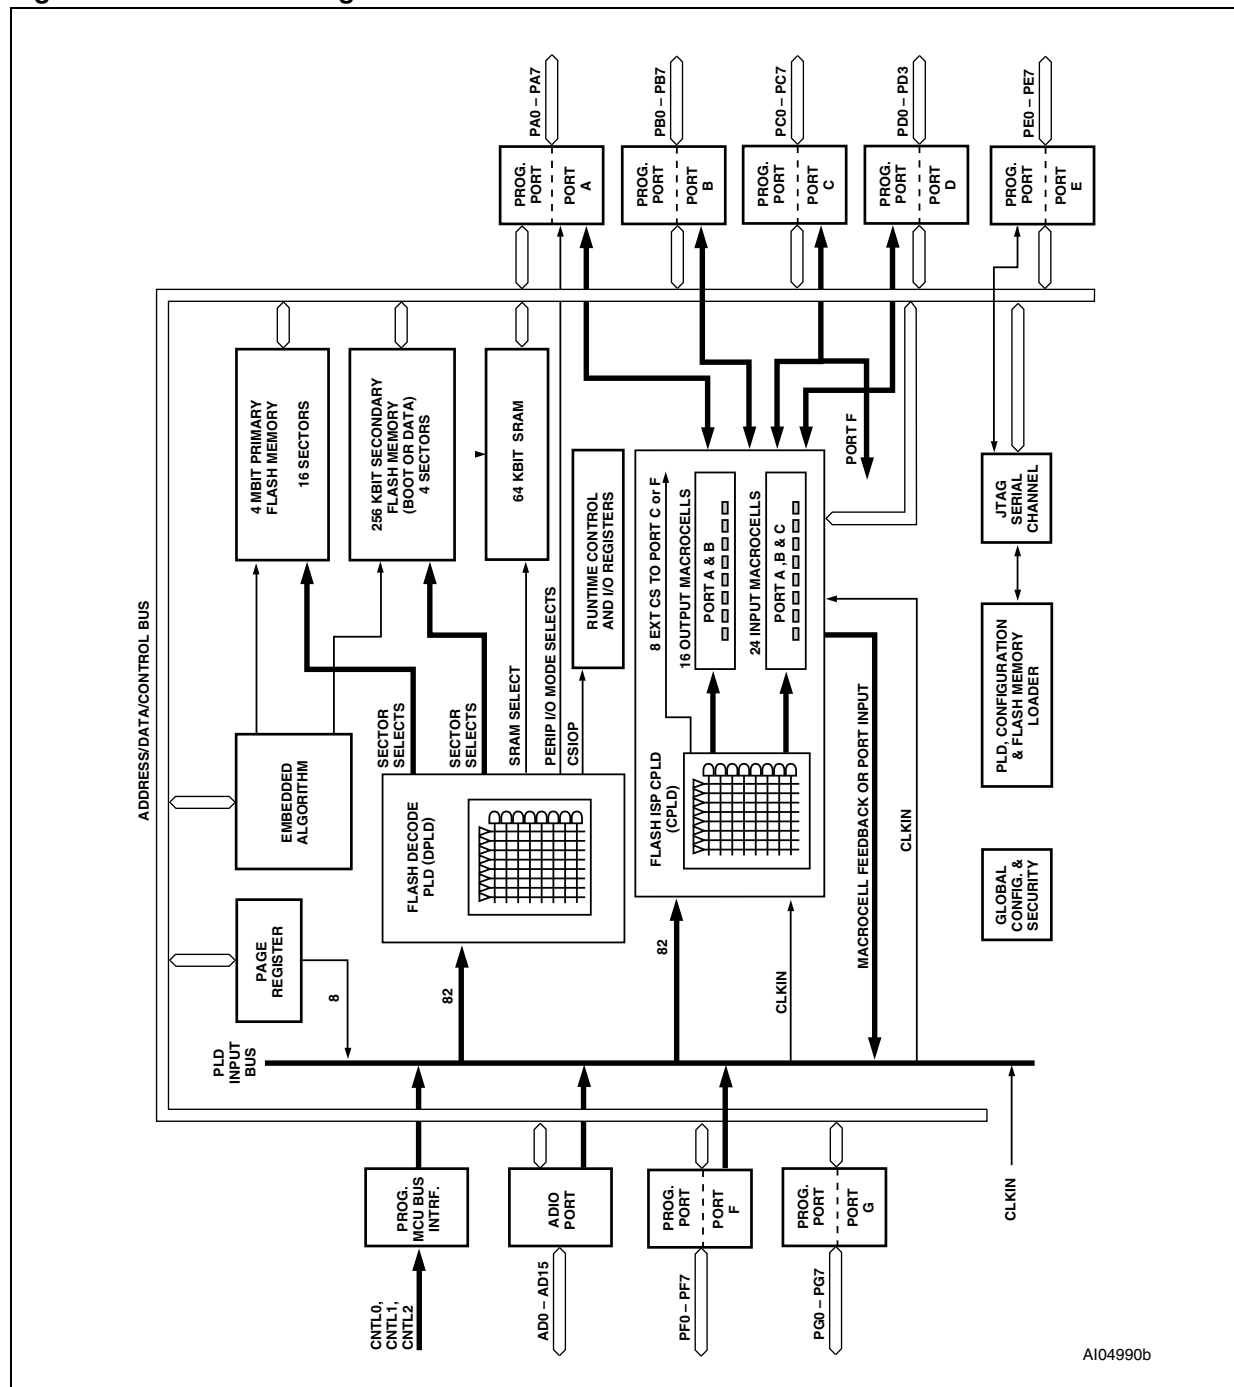 PA0 – PA7
PB0 – PB7
PC0 – PC7
PD0 – PD3
PE0 – PE7
PROG.
PORT
PORT
A
PROG.
PORT
PORT
B
PROG.
PORT
PORT
C
PROG.
PORT
PORT
D
PROG.
PORT
PORT
E
ADDRESS/DATA/CONTROL BUS
4 MBIT PRIMARY
FLASH MEMORY
16 SECTORS
256 KBIT SECONDARY
FLASH MEMORY
(BOOT OR DATA)
4 SECTORS
64 KBIT SRAM
RUNTIME CONTROL
AND I/O REGISTERS
8 EXT CS TO PORT C or F
16 OUTPUT MACROCELLS
PORT A & B
24 INPUT MACROCELLS
PORT A ,B & C
PORT F
JTAG
SERIAL
CHANNEL
EMBEDDED
ALGORITHM
SECTOR
SELECTS
SECTOR
SELECTS
SRAM SELECT
PERIP I/O MODE SELECTS
CSIOP
FLASH DECODE
PLD (DPLD)
FLASH ISP CPLD
(CPLD)
MACROCELL FEEDBACK OR PORT INPUT
CLKIN
PLD, CONFIGURATION
& FLASH MEMORY
LOADER
GLOBAL
CONFIG. &
SECURITY
PAGE
REGISTER
8
82
82
CLKIN
PLD
INPUT
BUS
PROG.
MCU BUS
INTRF.
ADIO
PORT
PROG.
PORT
PORT
F
PROG.
PORT
PORT
G
CLKIN
CNTL0,
CNTL1,
CNTL2
AD0 – AD15
PF0 – PF7
PG0 – PG7
AI04990b